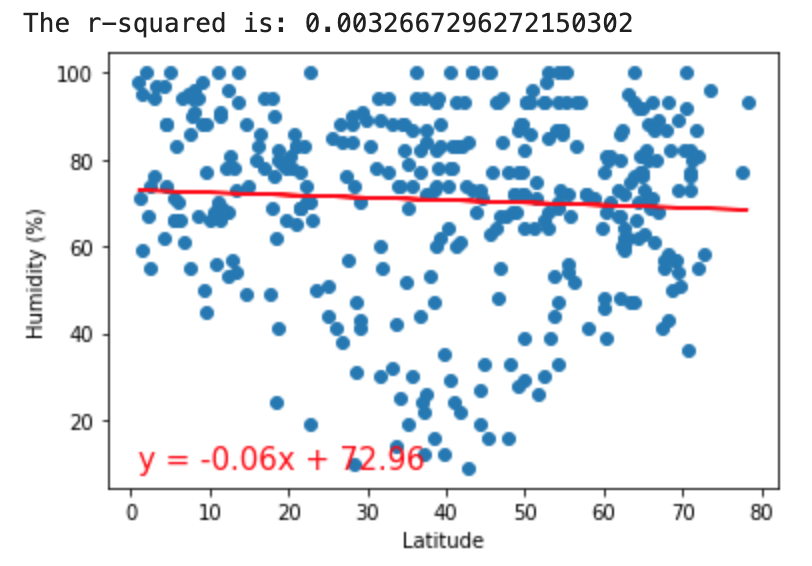 The r-squared is: 0.0032667296272150302
100
80
60
40
20
Humidity (%)
y = -0.06x + 72.96
0 10 20 30 40 50 60 70 80
Latitude